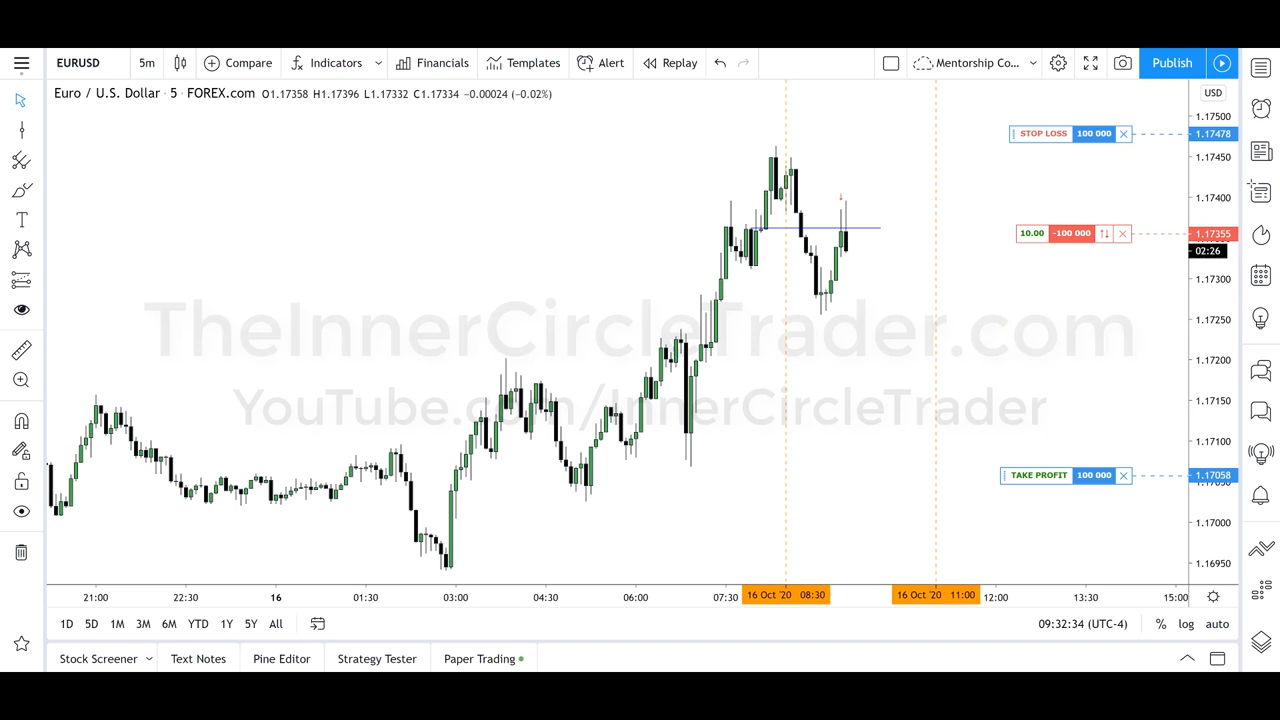 EURUSD 5m Compare Indicators Financials Templates Alert Replay Mentorship Co... Publish
Euro / U.S. Dollar · 5 · FOREX.com O1.17358 H1.17396 L1.17332 C1.17334 −0.00024 (−0.02%)
USD
1.17500
STOP LOSS 100 000 1.17478
1.17450
1.17400
10.00 -100 000 1.17355
02:26
1.17300
TheInnerCircleTrader.com
1.17250
1.17200
YouTube.com/InnerCircleTrader
1.17150
1.17100
TAKE PROFIT 100 000 1.17058
1.17050
1.17000
1.16950
21:00 22:30 16 01:30 03:00 04:30 06:00 07:30 16 Oct '20 08:30 16 Oct '20 11:00 12:00 13:30 15:00
1D 5D 1M 3M 6M YTD 1Y 5Y All 09:32:34 (UTC-4) % log auto
Stock Screener Text Notes Pine Editor Strategy Tester Paper Trading